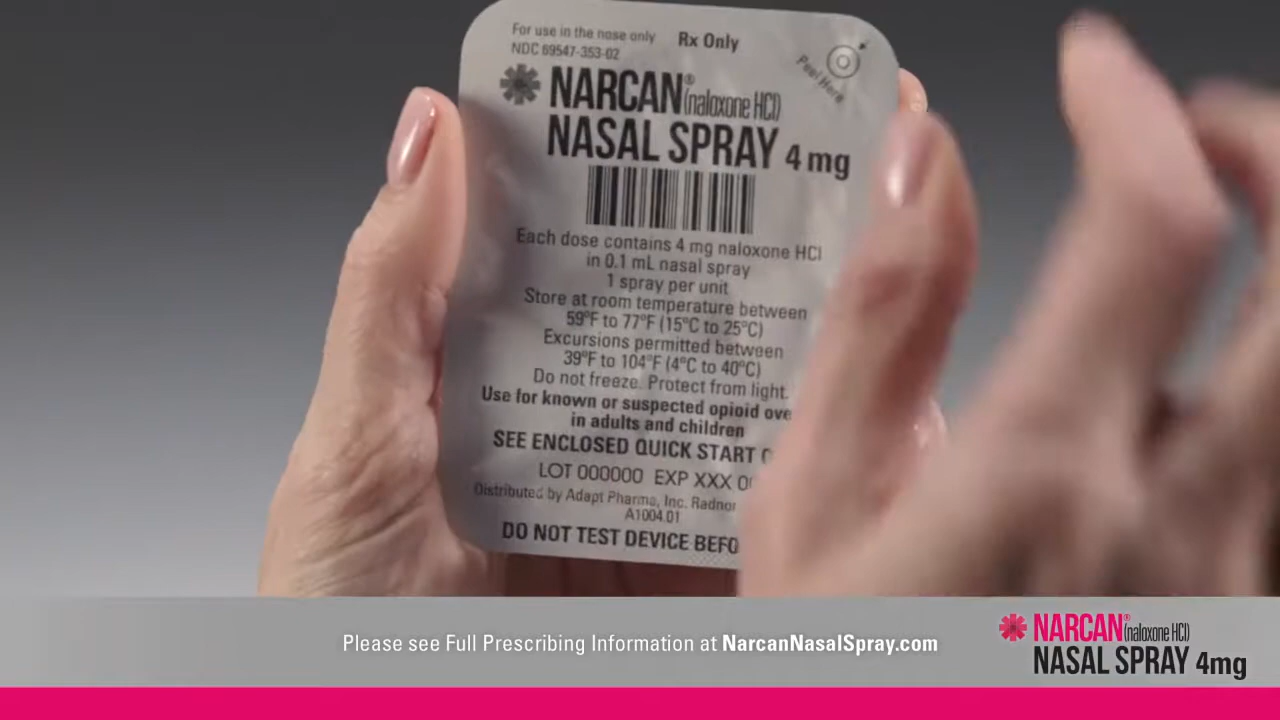 For use in the nose only Rx Only
NDC 69547-353-02
Peel Here
NARCAN® (naloxone HCl)
NASAL SPRAY 4 mg
Each dose contains 4 mg naloxone HCl
in 0.1 mL nasal spray
1 spray per unit
Store at room temperature between
59°F to 77°F (15°C to 25°C)
Excursions permitted between
39°F to 104°F (4°C to 40°C)
Do not freeze. Protect from light.
Use for known or suspected opioid ove
in adults and children
SEE ENCLOSED QUICK START
LOT 000000 EXP XXX 0
Distributed by Adapt Pharma, Inc. Radnor
A1004.01
DO NOT TEST DEVICE BEFO
Please see Full Prescribing Information at NarcanNasalSpray.com
NARCAN® (naloxone HCl)
NASAL SPRAY 4mg